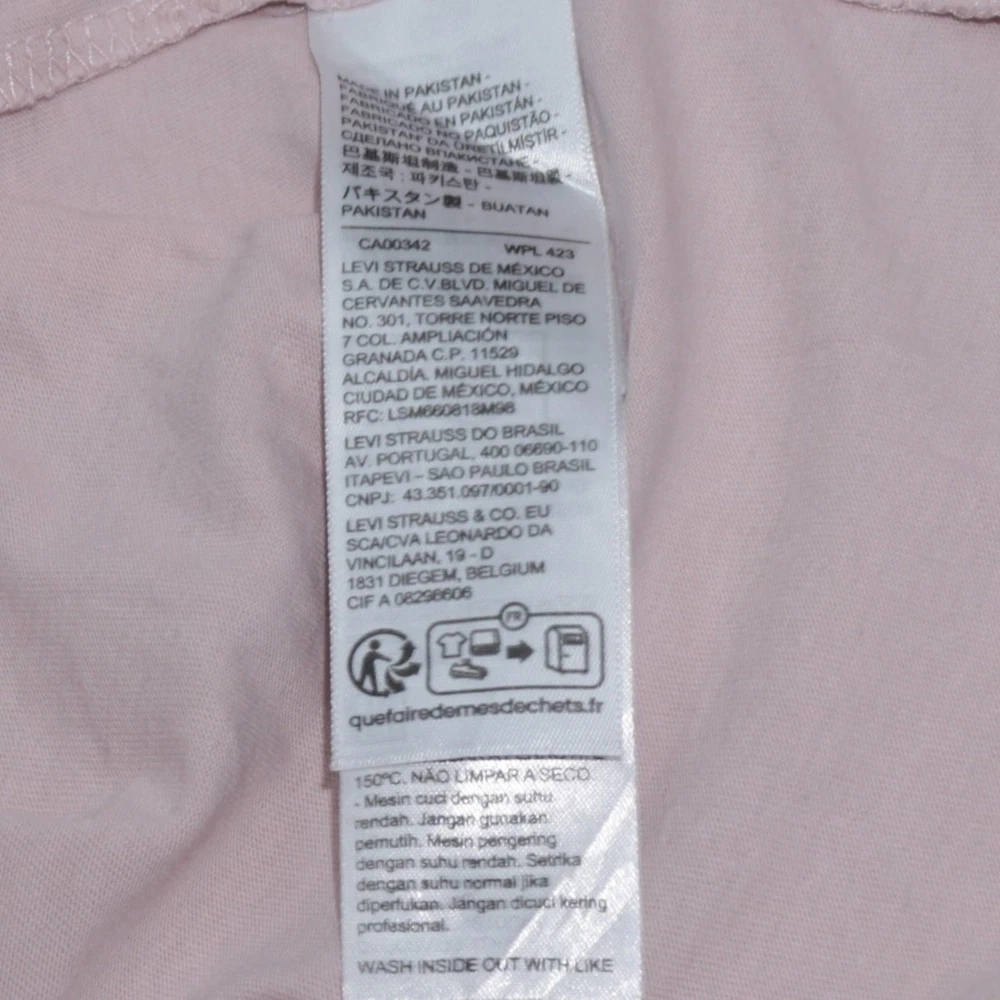 MADE IN PAKISTAN -
FABRIQUÉ AU PAKISTAN -
FABRICADO EN PAKISTÁN -
FABRICADO NO PAQUISTÃO -
PAKISTAN' DA ÜRETİLMİŞTİR -
СДЕЛАНО ВПАКИСТАНЕ -
巴基斯坦制造 - 巴基斯坦製 -
제조국 : 파키스탄 -
パキスタン製 - BUATAN
PAKISTAN
CA00342 WPL 423
LEVI STRAUSS DE MÉXICO
S.A. DE C.V.BLVD. MIGUEL DE
CERVANTES SAAVEDRA
NO. 301, TORRE NORTE PISO
7 COL. AMPLIACIÓN
GRANADA C.P. 11529
ALCALDÍA. MIGUEL HIDALGO
CIUDAD DE MÉXICO, MÉXICO
RFC: LSM660818M98
LEVI STRAUSS DO BRASIL
AV. PORTUGAL, 400 06690-110
ITAPEVI – SAO PAULO BRASIL
CNPJ: 43.351.097/0001-90
LEVI STRAUSS & CO. EU
SCA/CVA LEONARDO DA
VINCILAAN, 19 - D
1831 DIEGEM, BELGIUM
CIF A 08298606
FR
quefairedemesdechets.fr
150ºC. NÃO LIMPAR A SECO
- Mesin cuci dengan suhu
rendah. Jangan gunakan
pemutih. Mesin pengering
dengan suhu rendah. Setrika
dengan suhu normal jika
diperlukan. Jangan dicuci kering
profesional.
WASH INSIDE OUT WITH LIKE